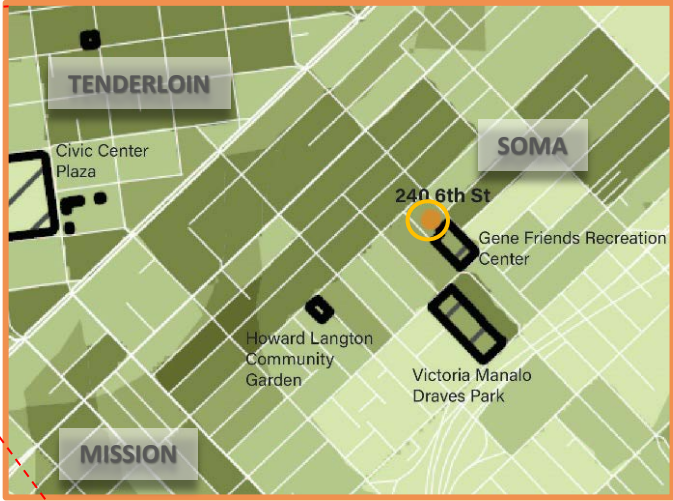 TENDERLOIN
Civic Center
Plaza
SOMA
240 6th St
Gene Friends Recreation
Center
Howard Langton
Community
Garden
Victoria Manalo
Draves Park
MISSION